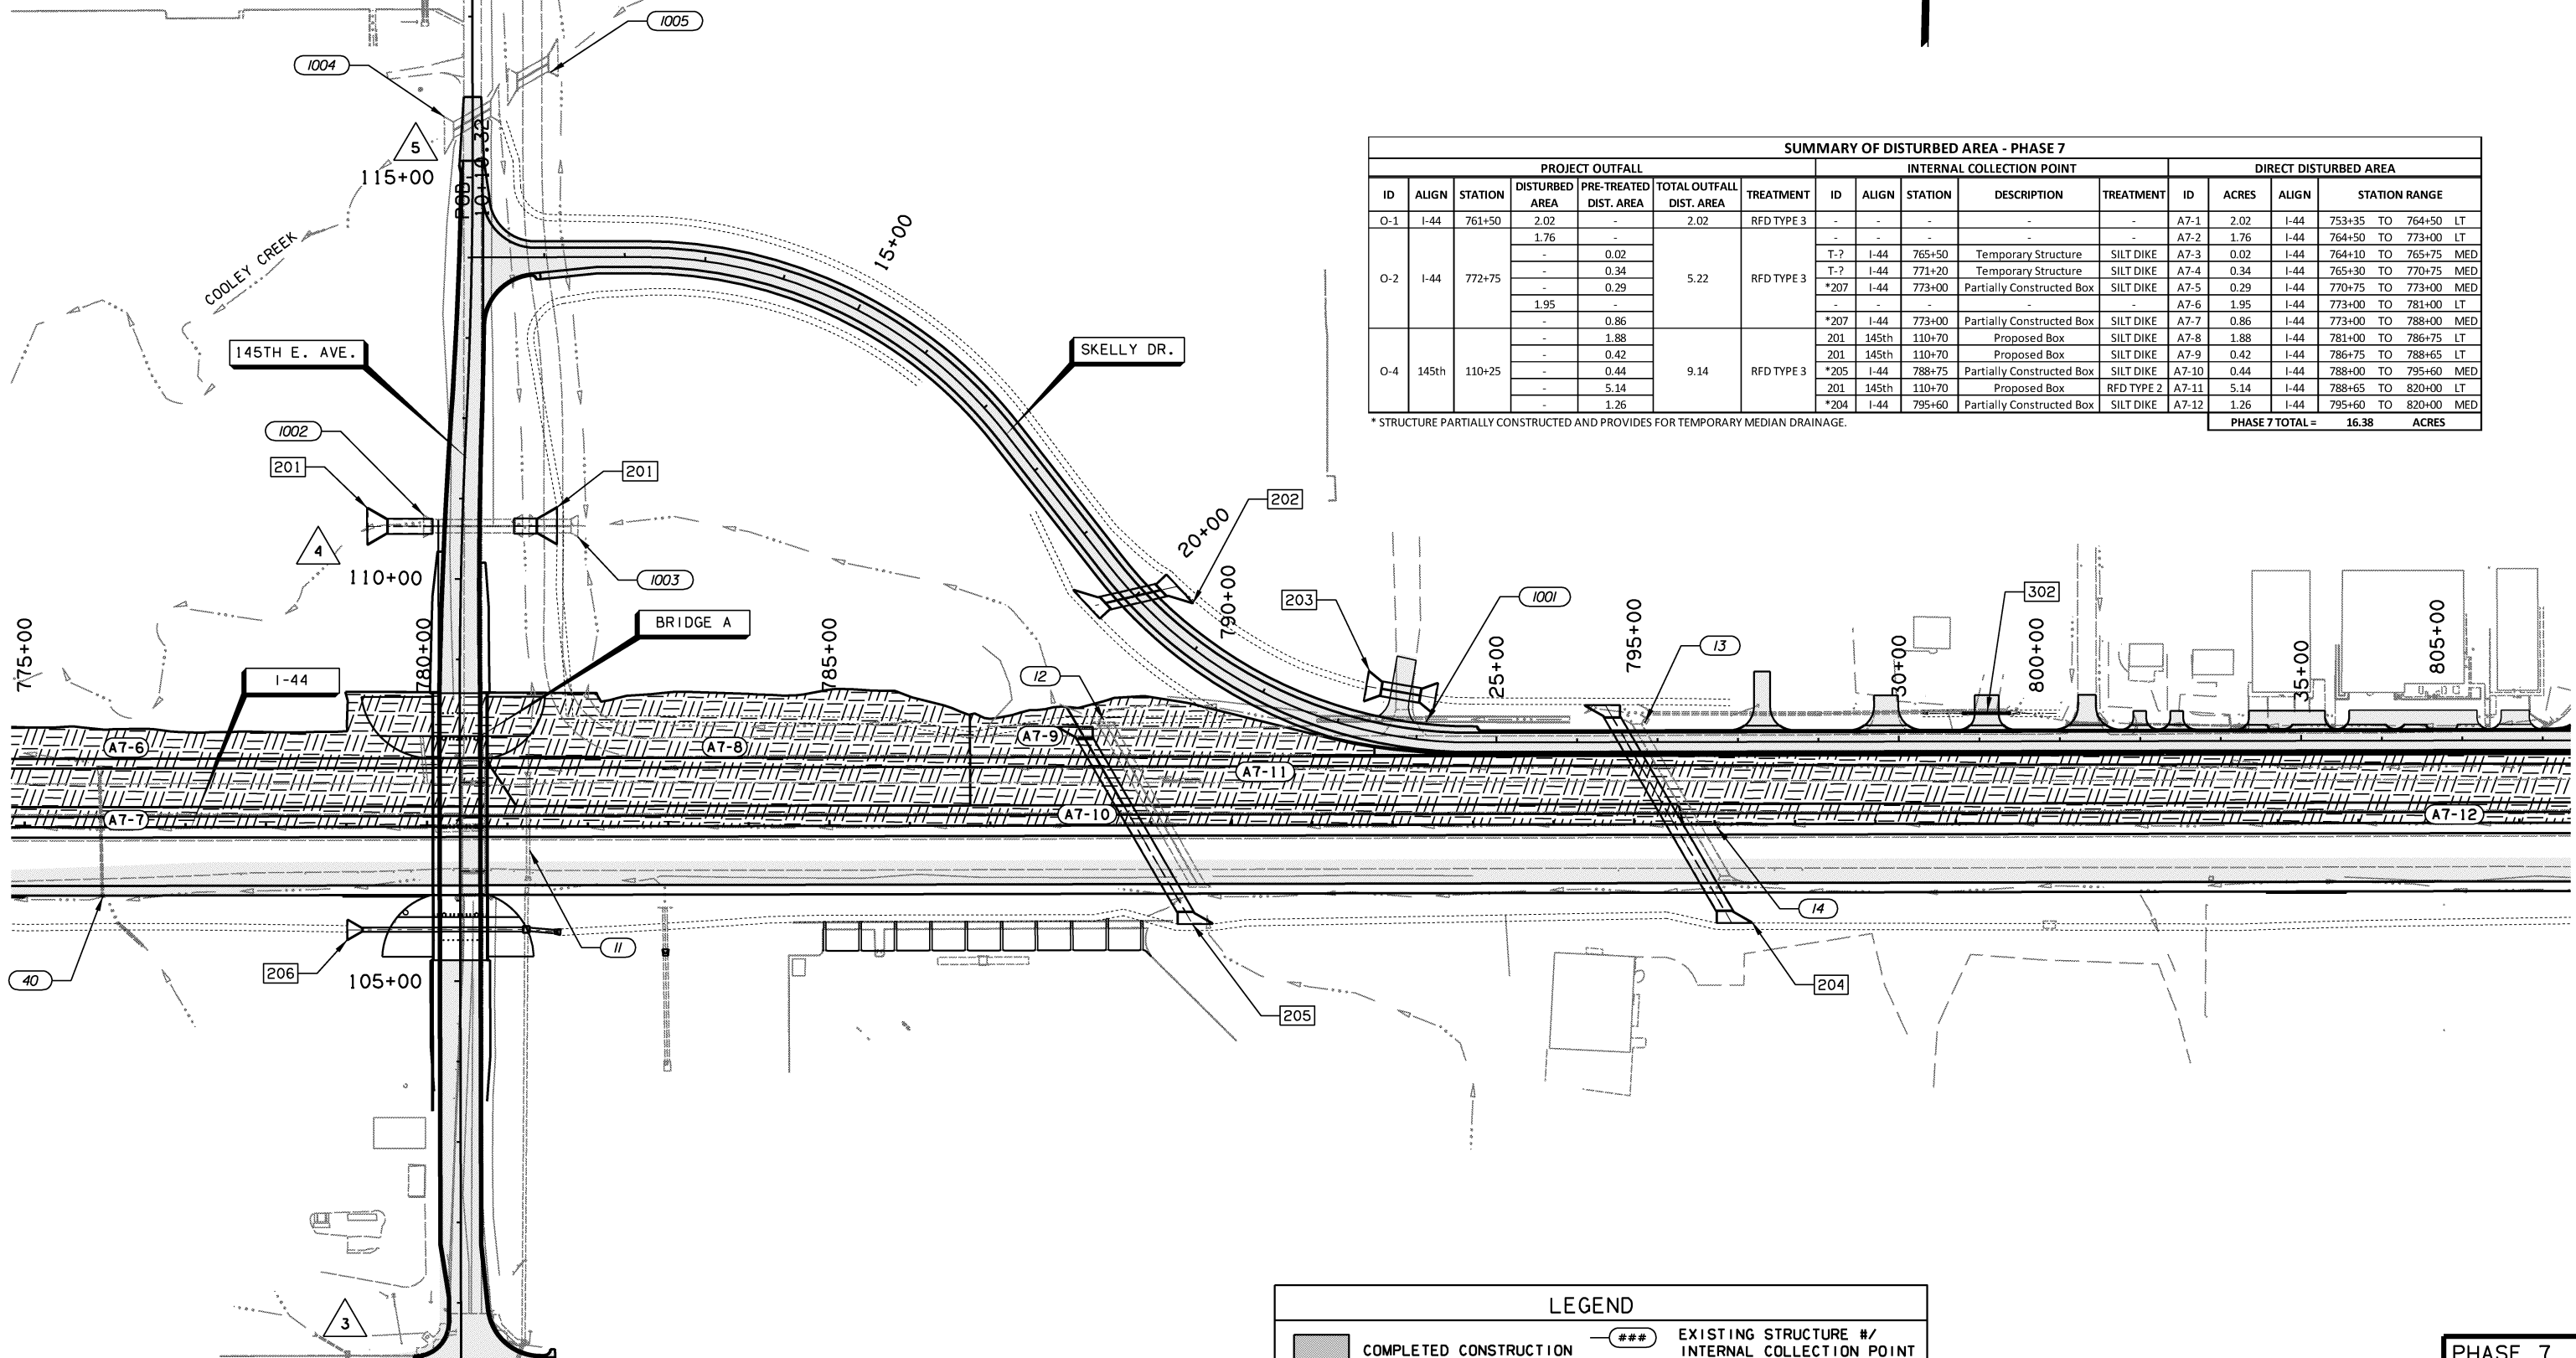 1005
1004
5
115+00
POB
10+10.32
COOLEY CREEK
15+00
145TH E. AVE.
SKELLY DR.
1002
201
201
202
4
110+00
1003
20+00
790+00
203
1001
BRIDGE A
I-44
775+00
780+00
785+00
12
25+00
795+00
13
30+00
302
800+00
35+00
805+00
A7-6
A7-8
A7-9
A7-11
A7-7
A7-10
A7-12
14
11
40
206
105+00
205
204
3
SUMMARY OF DISTURBED AREA - PHASE 7
PROJECT OUTFALL INTERNAL COLLECTION POINT DIRECT DISTURBED AREA
ID ALIGN STATION DISTURBED AREA PRE-TREATED DIST. AREA TOTAL OUTFALL DIST. AREA TREATMENT ID ALIGN STATION DESCRIPTION TREATMENT ID ACRES ALIGN STATION RANGE
O-1 I-44 761+50 2.02 - 2.02 RFD TYPE 3 - - - - - A7-1 2.02 I-44 753+35 TO 764+50 LT
1.76 - - - - - - A7-2 1.76 I-44 764+50 TO 773+00 LT
- 0.02 T-? I-44 765+50 Temporary Structure SILT DIKE A7-3 0.02 I-44 764+10 TO 765+75 MED
- 0.34 T-? I-44 771+20 Temporary Structure SILT DIKE A7-4 0.34 I-44 765+30 TO 770+75 MED
O-2 I-44 772+75 - 0.29 5.22 RFD TYPE 3 *207 I-44 773+00 Partially Constructed Box SILT DIKE A7-5 0.29 I-44 770+75 TO 773+00 MED
1.95 - - - - - A7-6 1.95 I-44 773+00 TO 781+00 LT
- 0.86 *207 I-44 773+00 Partially Constructed Box SILT DIKE A7-7 0.86 I-44 773+00 TO 788+00 MED
- 1.88 201 145th 110+70 Proposed Box SILT DIKE A7-8 1.88 I-44 781+00 TO 786+75 LT
- 0.42 201 145th 110+70 Proposed Box SILT DIKE A7-9 0.42 I-44 786+75 TO 788+65 LT
O-4 145th 110+25 - 0.44 9.14 RFD TYPE 3 *205 I-44 788+75 Partially Constructed Box SILT DIKE A7-10 0.44 I-44 788+00 TO 795+60 MED
- 5.14 201 145th 110+70 Proposed Box RFD TYPE 2 A7-11 5.14 I-44 788+65 TO 820+00 LT
- 1.26 *204 I-44 795+60 Partially Constructed Box SILT DIKE A7-12 1.26 I-44 795+60 TO 820+00 MED
* STRUCTURE PARTIALLY CONSTRUCTED AND PROVIDES FOR TEMPORARY MEDIAN DRAINAGE.
PHASE 7 TOTAL = 16.38 ACRES
LEGEND
COMPLETED CONSTRUCTION
### EXISTING STRUCTURE #/
INTERNAL COLLECTION POINT
PHASE 7